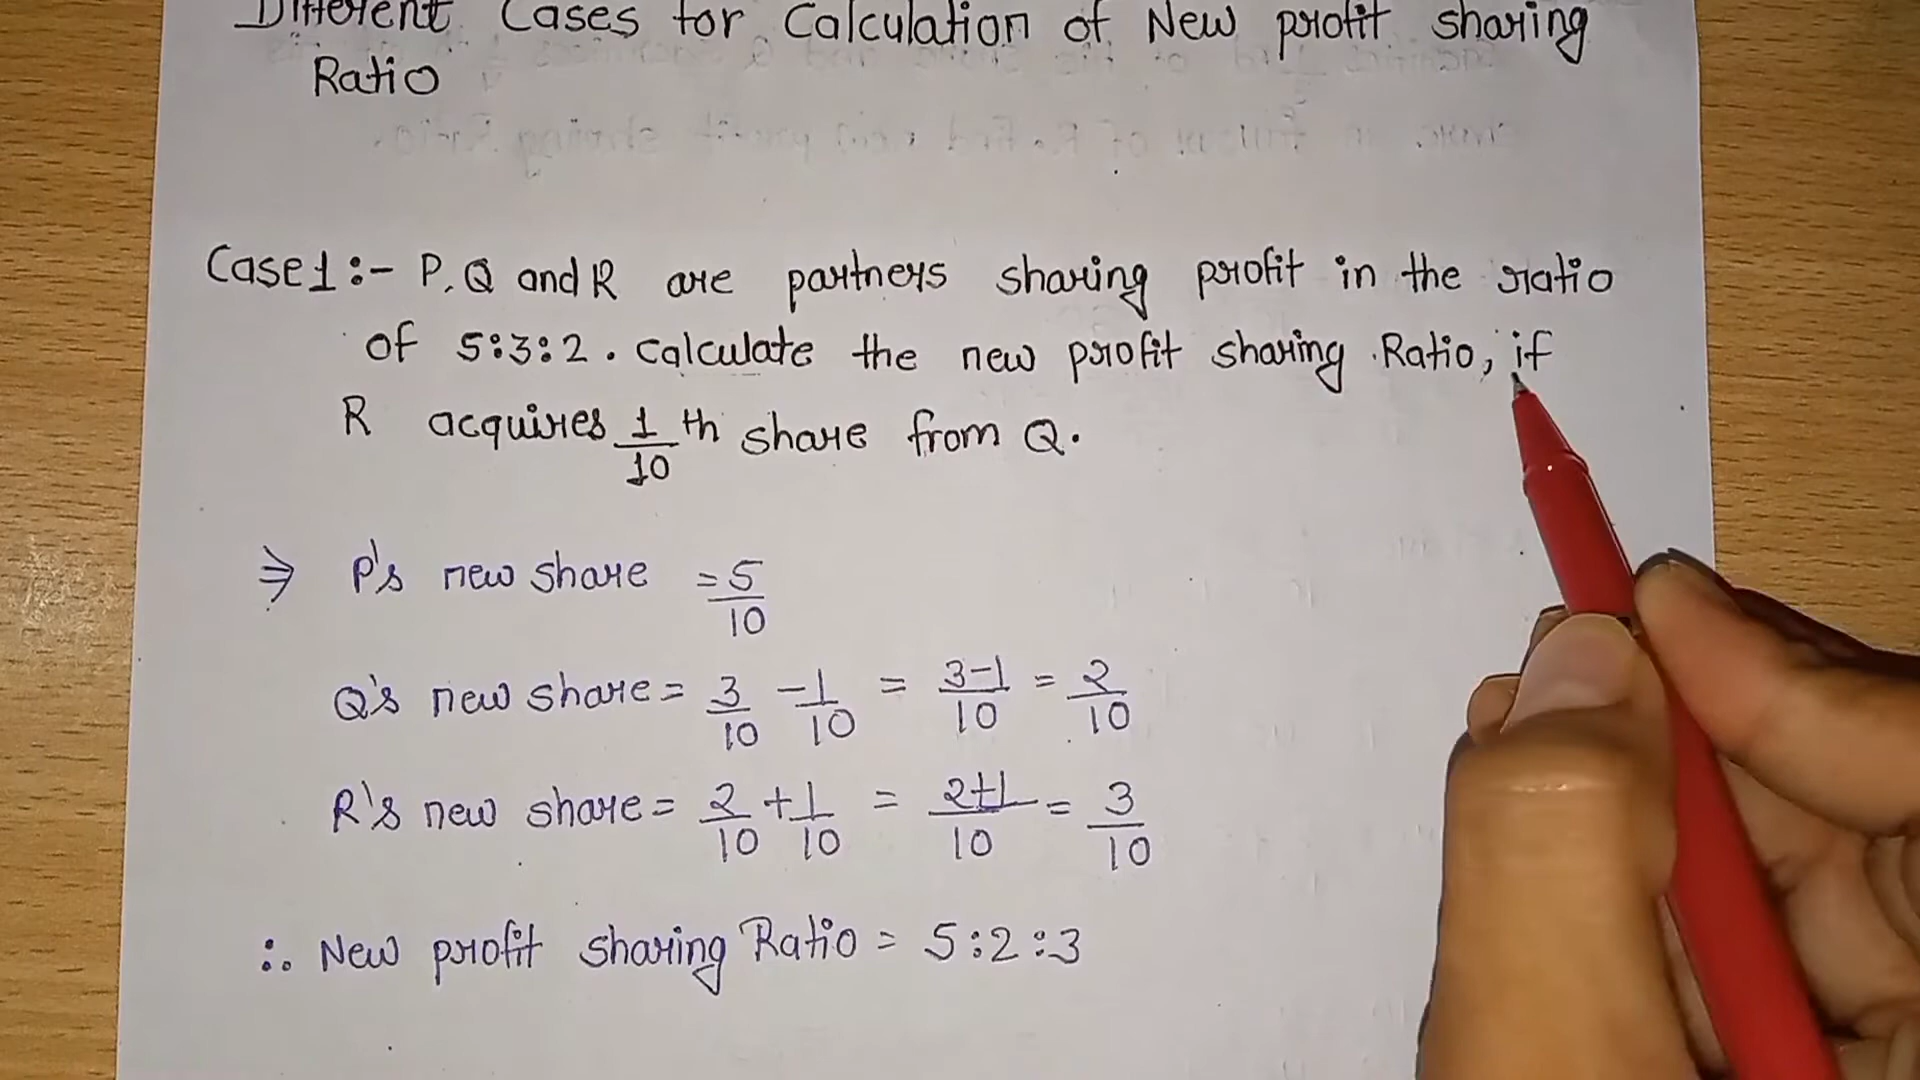 Different Cases for Calculation of New profit sharing
Ratio
Case1:- P, Q and R are partners sharing profit in the ratio
of 5:3:2. Calculate the new profit sharing Ratio, if
R acquires 1/10 th share from Q.
⇒ P's new share = 5/10
Q's new share = 3/10 - 1/10 = 3-1/10 = 2/10
R's new share = 2/10 + 1/10 = 2+1/10 = 3/10
∴ New profit sharing Ratio = 5:2:3